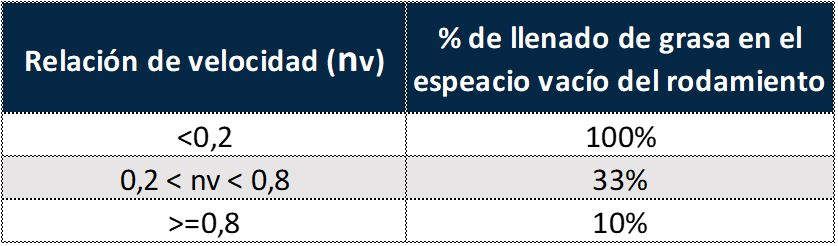 Relación de velocidad (nv)
% de llenado de grasa en el
espeacio vacío del rodamiento
<0,2
100%
0,2 < nv < 0,8
33%
>=0,8
10%